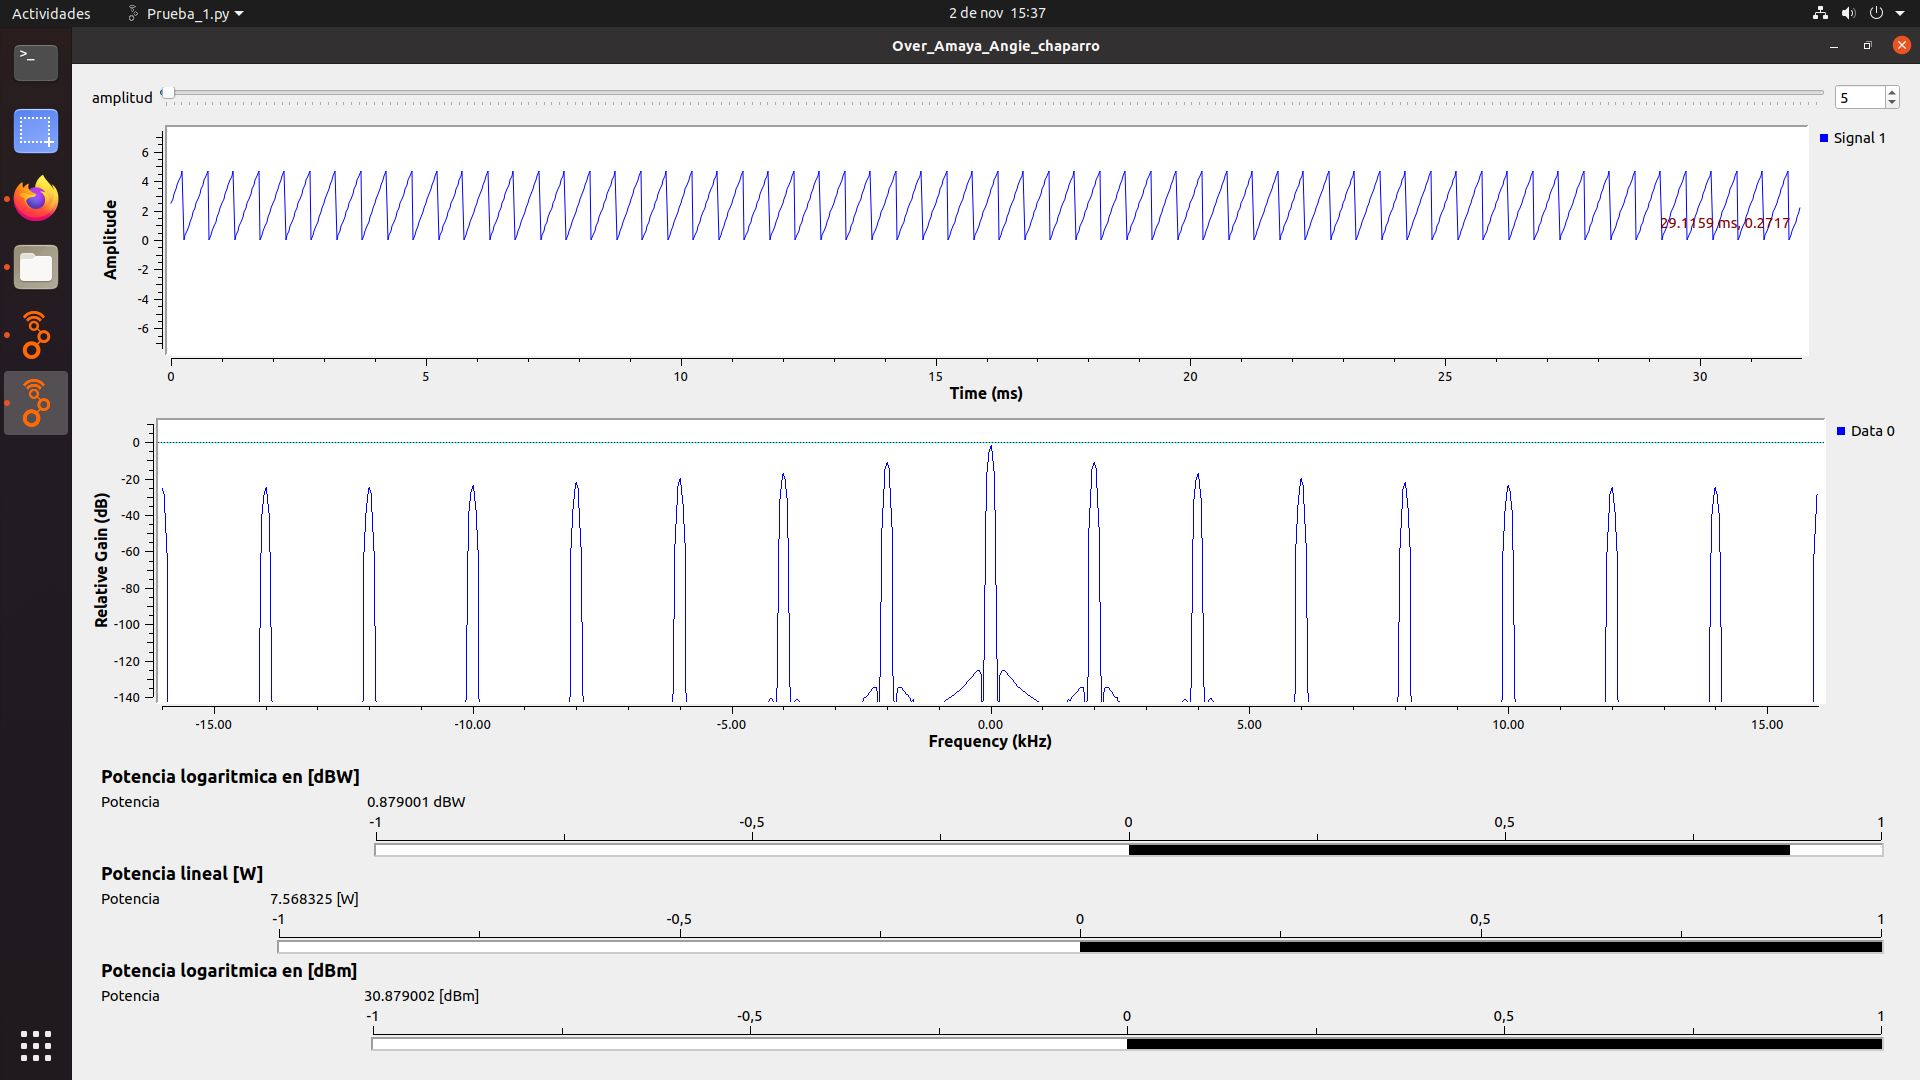 Actividades Prueba_1.py 2 de nov 15:37
Over_Amaya_Angie_chaparro
amplitud 5
Signal 1
Amplitude
6
4
2
0
-2
-4
-6
29.1159 ms, 0.2717
0 5 10 15 20 25 30
Time (ms)
Data 0
Relative Gain (dB)
0
-20
-40
-60
-80
-100
-120
-140
-15.00 -10.00 -5.00 0.00 5.00 10.00 15.00
Frequency (kHz)
Potencia logaritmica en [dBW]
Potencia 0.879001 dBW
-1 -0,5 0 0,5 1
Potencia lineal [W]
Potencia 7.568325 [W]
-1 -0,5 0 0,5 1
Potencia logaritmica en [dBm]
Potencia 30.879002 [dBm]
-1 -0,5 0 0,5 1